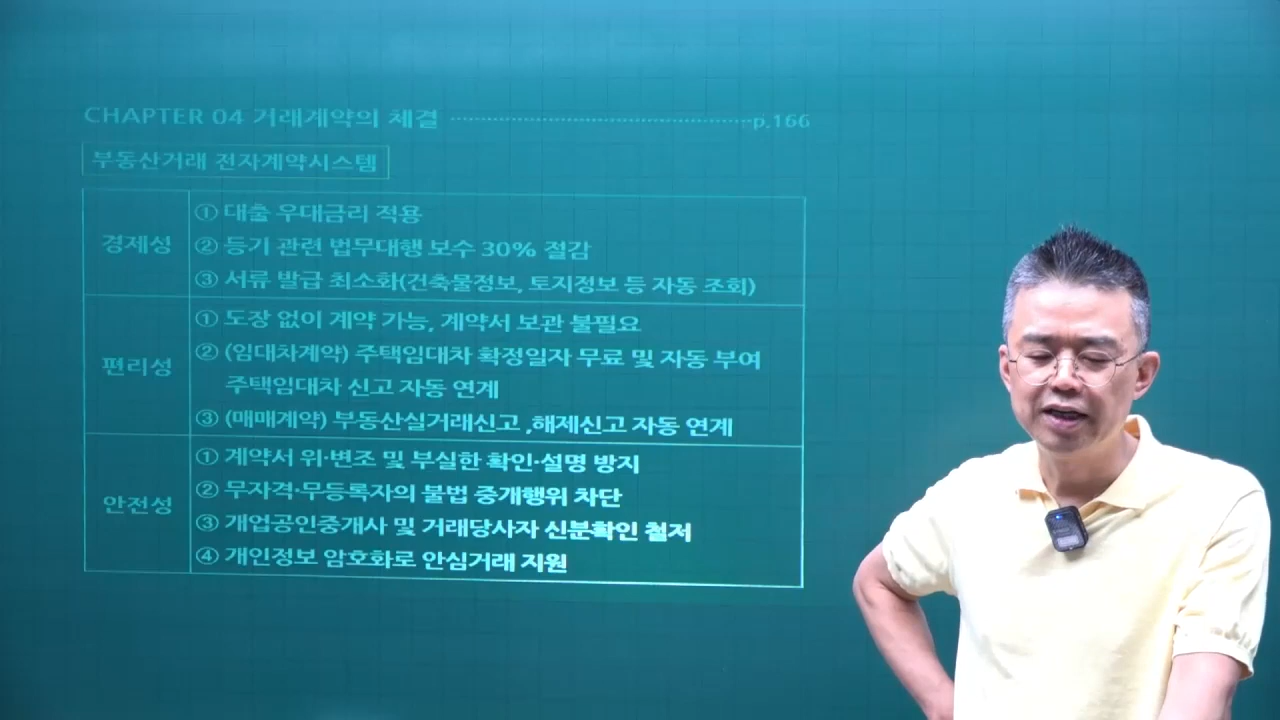 CHAPTER 04 거래계약의 체결 ································ p.166
부동산거래 전자계약시스템
경제성
① 대출 우대금리 적용
② 등기 관련 법무대행 보수 30% 절감
③ 서류 발급 최소화(건축물정보, 토지정보 등 자동 조회)
편리성
① 도장 없이 계약 가능, 계약서 보관 불필요
② (임대차계약) 주택임대차 확정일자 무료 및 자동 부여
주택임대차 신고 자동 연계
③ (매매계약) 부동산실거래신고 ,해제신고 자동 연계
안전성
① 계약서 위·변조 및 부실한 확인·설명 방지
② 무자격·무등록자의 불법 중개행위 차단
③ 개업공인중개사 및 거래당사자 신분확인 철저
④ 개인정보 암호화로 안심거래 지원